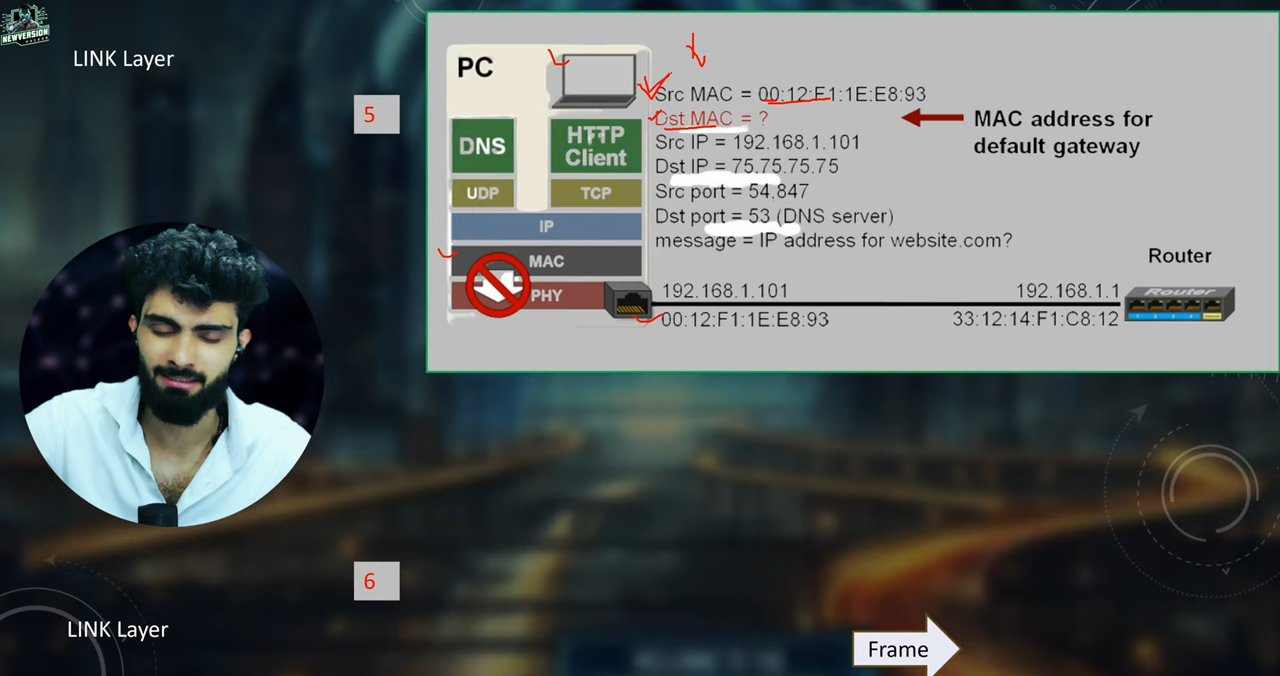 NEWVERSION
LINK Layer
5
PC
DNS
HTTP
Client
UDP
TCP
IP
MAC
PHY
Src MAC = 00:12:F1:1E:E8:93
Dst MAC = ?
Src IP = 192.168.1.101
Dst IP = 75.75.75.75
Src port = 54,847
Dst port = 53 (DNS server)
message = IP address for website.com?
MAC address for
default gateway
Router
192.168.1.101
192.168.1.1
Router
00:12:F1:1E:E8:93
33:12:14:F1:C8:12
6
LINK Layer
Frame